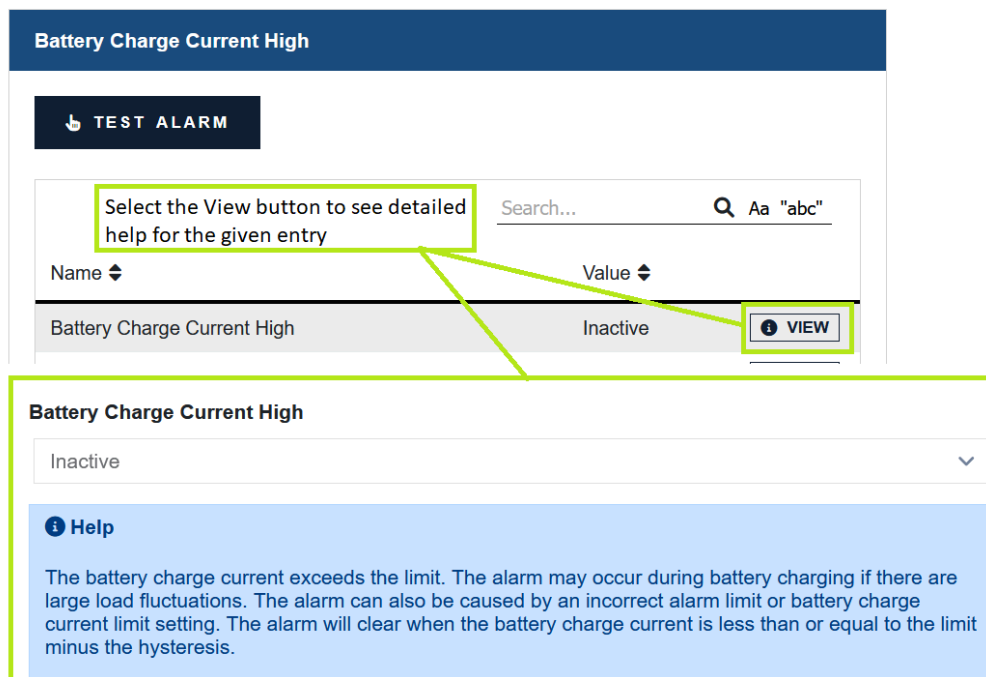 Battery Charge Current High
TEST ALARM
Select the View button to see detailed
help for the given entry
Search...
Aa "abc"
Name
Value
Battery Charge Current High
Inactive
VIEW
Battery Charge Current High
Inactive
Help
The battery charge current exceeds the limit. The alarm may occur during battery charging if there are
large load fluctuations. The alarm can also be caused by an incorrect alarm limit or battery charge
current limit setting. The alarm will clear when the battery charge current is less than or equal to the limit
minus the hysteresis.